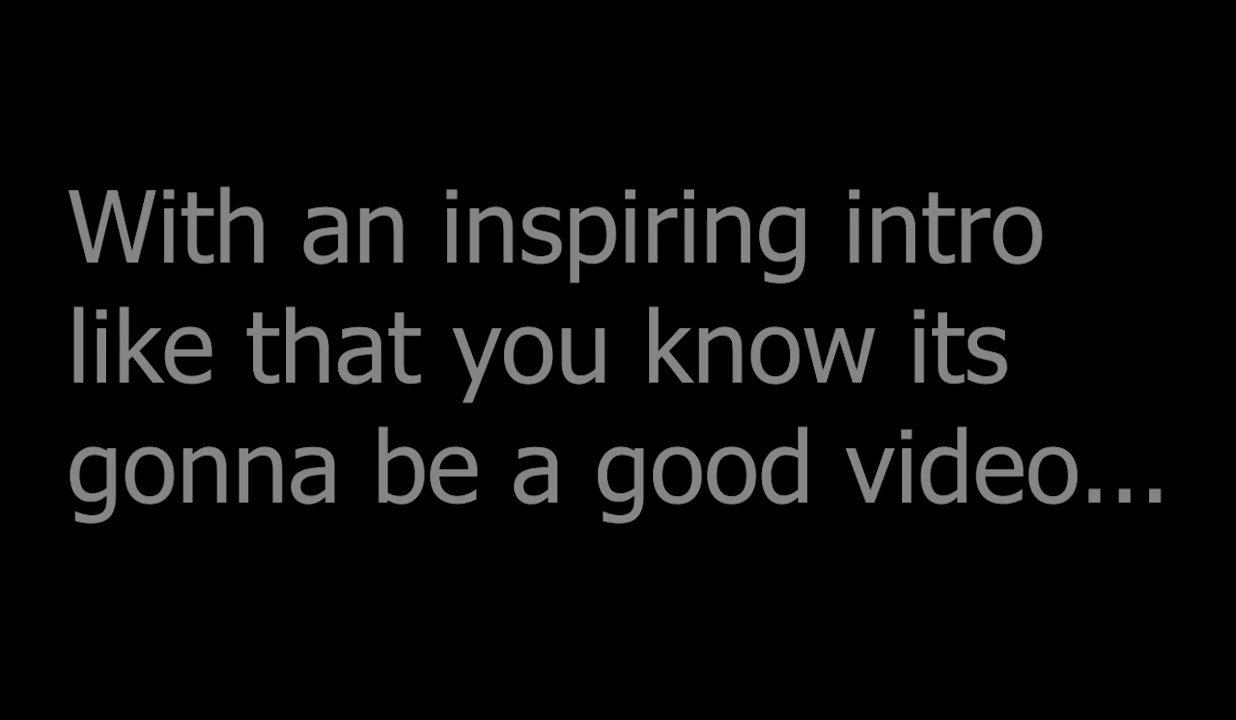 With an inspiring intro
like that you know its
gonna be a good video...